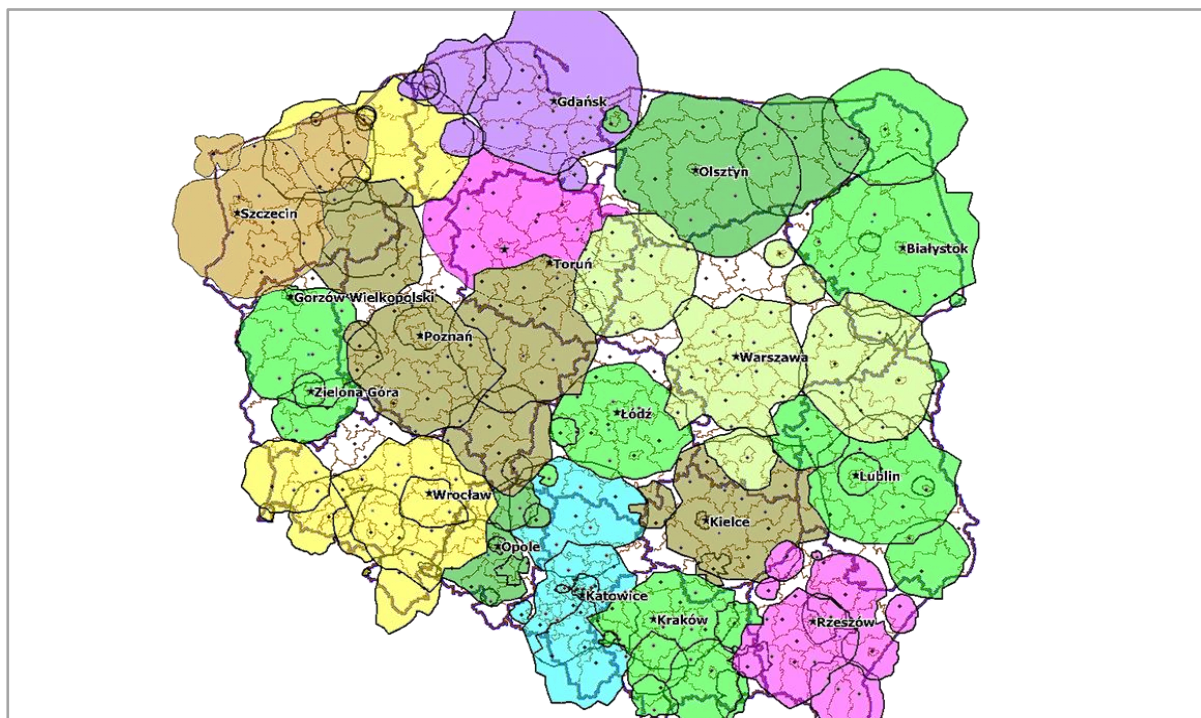 Gdańsk
Olsztyn
Szczecin
Białystok
Toruń
Gorzów Wielkopolski
Poznań
Warszawa
Zielona Góra
Łódź
Lublin
Wrocław
Kielce
Opole
Katowice
Kraków
Rzeszów